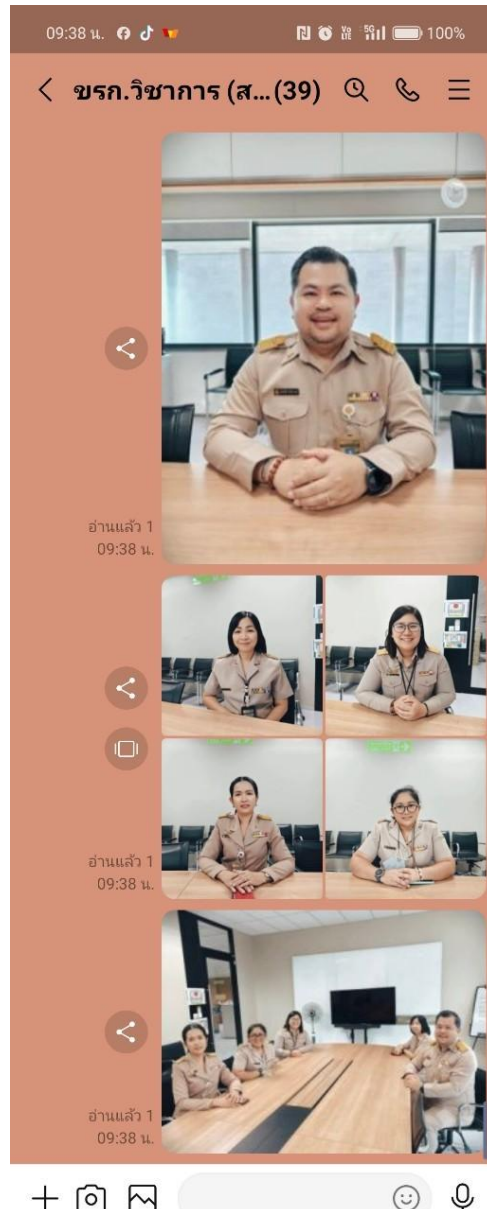 09:38 น. 5G 100%
ขรก.วิชาการ (ส...(39)
อ่านแล้ว 1
09:38 น.
อ่านแล้ว 1
09:38 น.
อ่านแล้ว 1
09:38 น.